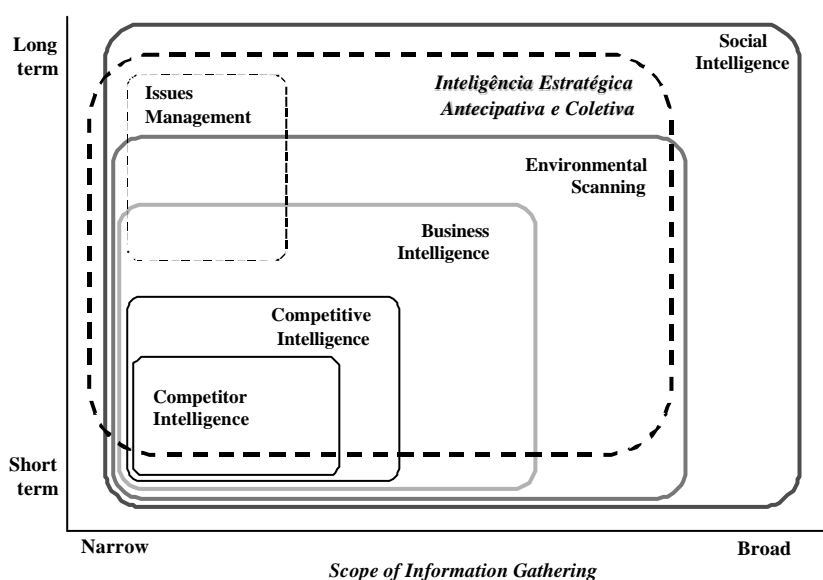 Long
term
Social
Intelligence
Inteligência Estratégica
Antecipativa e Coletiva
Issues
Management
Environmental
Scanning
Business
Intelligence
Competitive
Intelligence
Competitor
Intelligence
Short
term
Narrow
Broad
Scope of Information Gathering